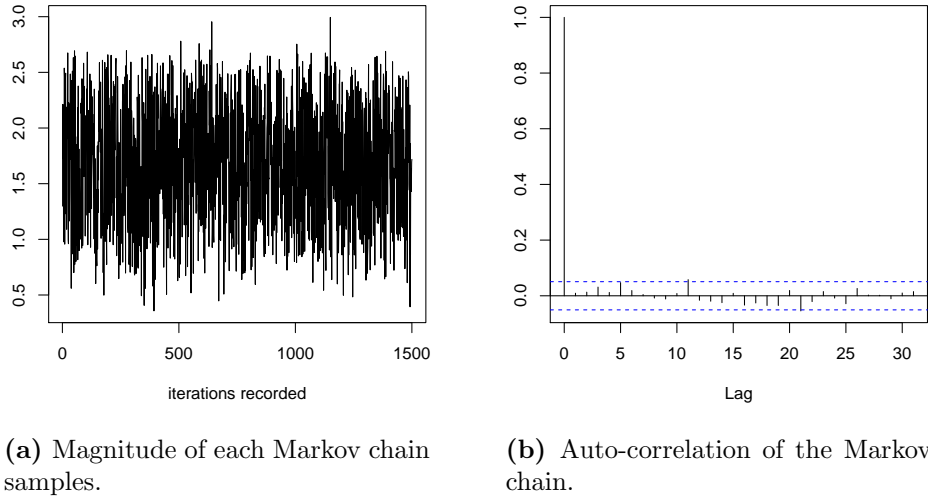 3.0
2.5
2.0
1.5
1.0
0.5
0 500 1000 1500
iterations recorded
(a) Magnitude of each Markov chain
samples.
1.0
0.8
0.6
0.4
0.2
0.0
0 5 10 15 20 25 30
Lag
(b) Auto-correlation of the Markov
chain.